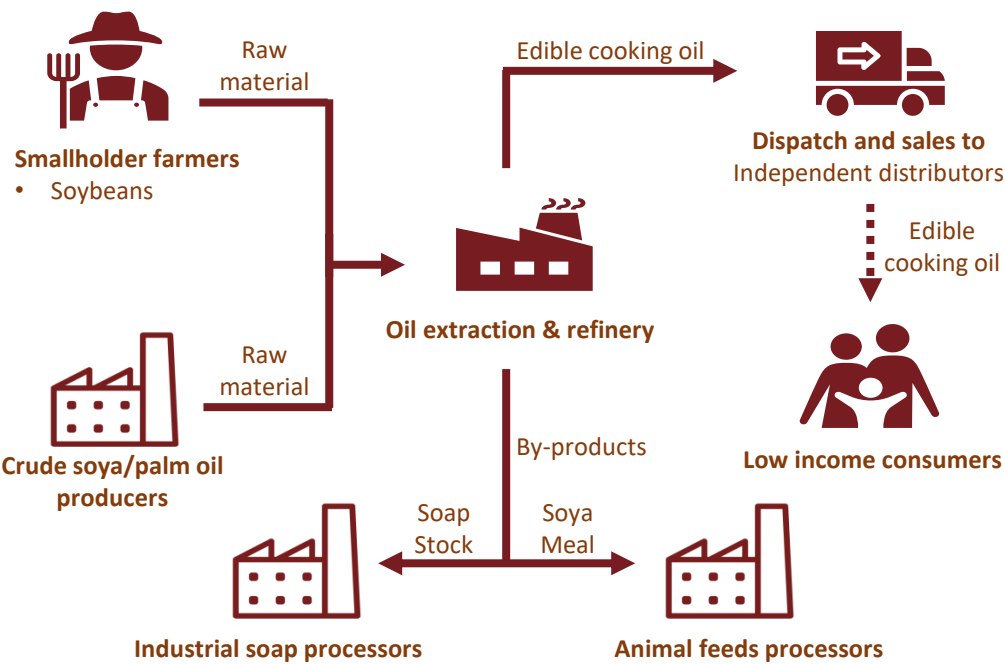 Raw
material
Smallholder farmers
• Soybeans
Edible cooking oil
Dispatch and sales to
Independent distributors
Edible
cooking oil
Oil extraction & refinery
Raw
material
Crude soya/palm oil
producers
By-products
Low income consumers
Soap
Stock
Soya
Meal
Industrial soap processors
Animal feeds processors